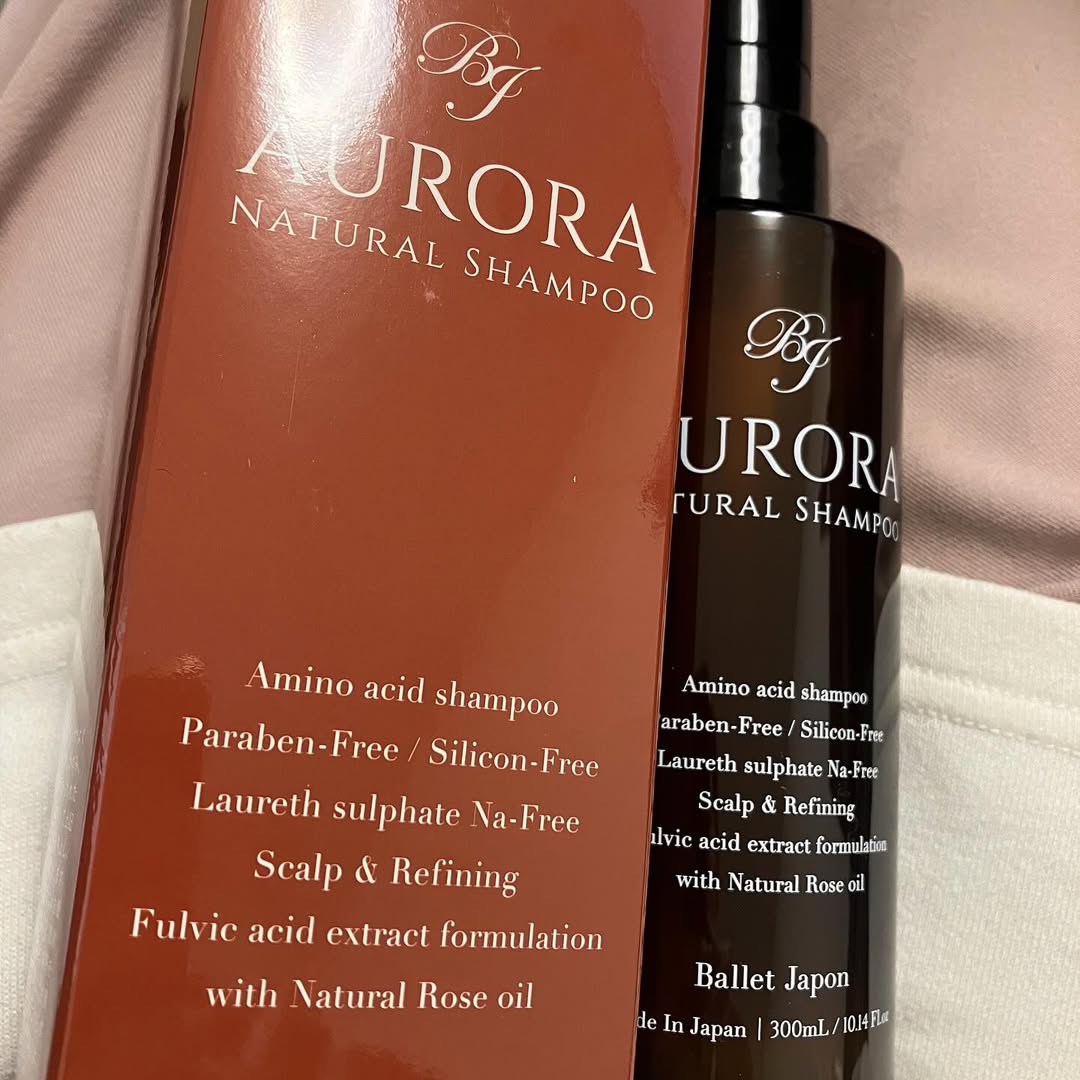 BJ
AURORA
NATURAL SHAMPOO
Amino acid shampoo
Paraben-Free / Silicon-Free
Laureth sulphate Na-Free
Scalp & Refining
Fulvic acid extract formulation
with Natural Rose oil
BJ
URORA
TURAL SHAMPOO
Amino acid shampoo
araben-Free / Silicon-Free
Laureth sulphate Na-Free
Scalp & Refining
lvic acid extract formulation
with Natural Rose oil
Ballet Japon
de In Japan | 300mL / 10.14 Fl.oz